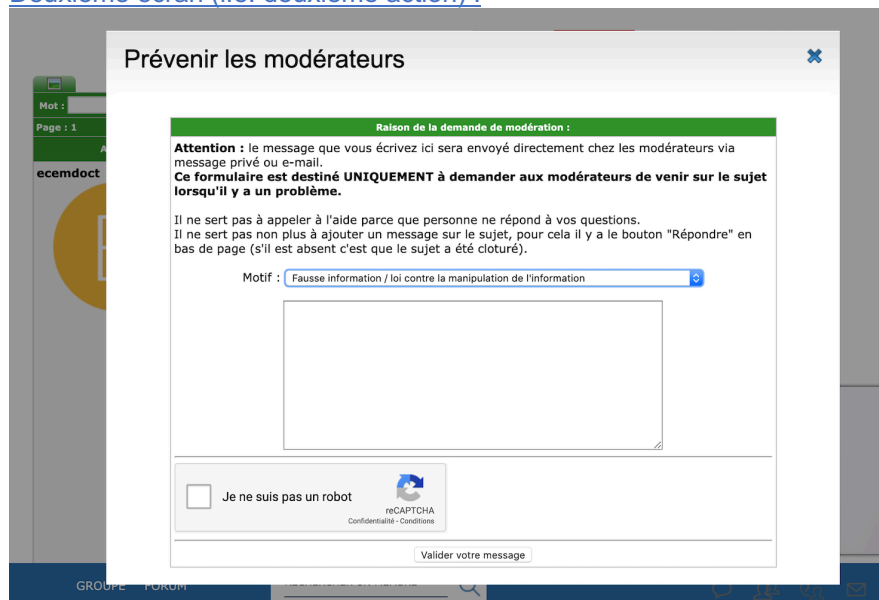 Deuxième écran (i.e. deuxième action) :
Prévenir les modérateurs
Mot :
Page : 1
A
ecemdoct
Raison de la demande de modération :
Attention : le message que vous écrivez ici sera envoyé directement chez les modérateurs via
message privé ou e-mail.
Ce formulaire est destiné UNIQUEMENT à demander aux modérateurs de venir sur le sujet
lorsqu'il y a un problème.
Il ne sert pas à appeler à l'aide parce que personne ne répond à vos questions.
Il ne sert pas non plus à ajouter un message sur le sujet, pour cela il y a le bouton "Répondre" en
bas de page (s'il est absent c'est que le sujet a été cloturé).
Motif : Fausse information / loi contre la manipulation de l'information
Je ne suis pas un robot
reCAPTCHA
Confidentialité - Conditions
Valider votre message
GROUPE FORUM